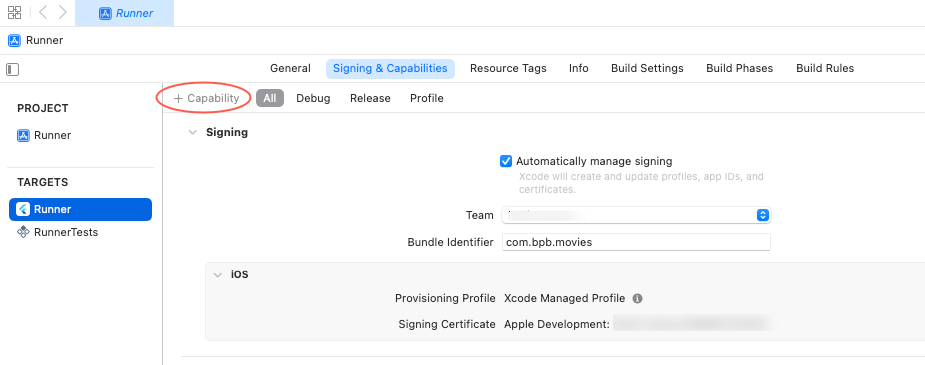 Runner
Runner
General Signing & Capabilities Resource Tags Info Build Settings Build Phases Build Rules
+ Capability All Debug Release Profile
PROJECT
Runner
TARGETS
Runner
RunnerTests
Signing
Automatically manage signing
Xcode will create and update profiles, app IDs, and
certificates.
Team
Bundle Identifier com.bpb.movies
iOS
Provisioning Profile Xcode Managed Profile
Signing Certificate Apple Development: